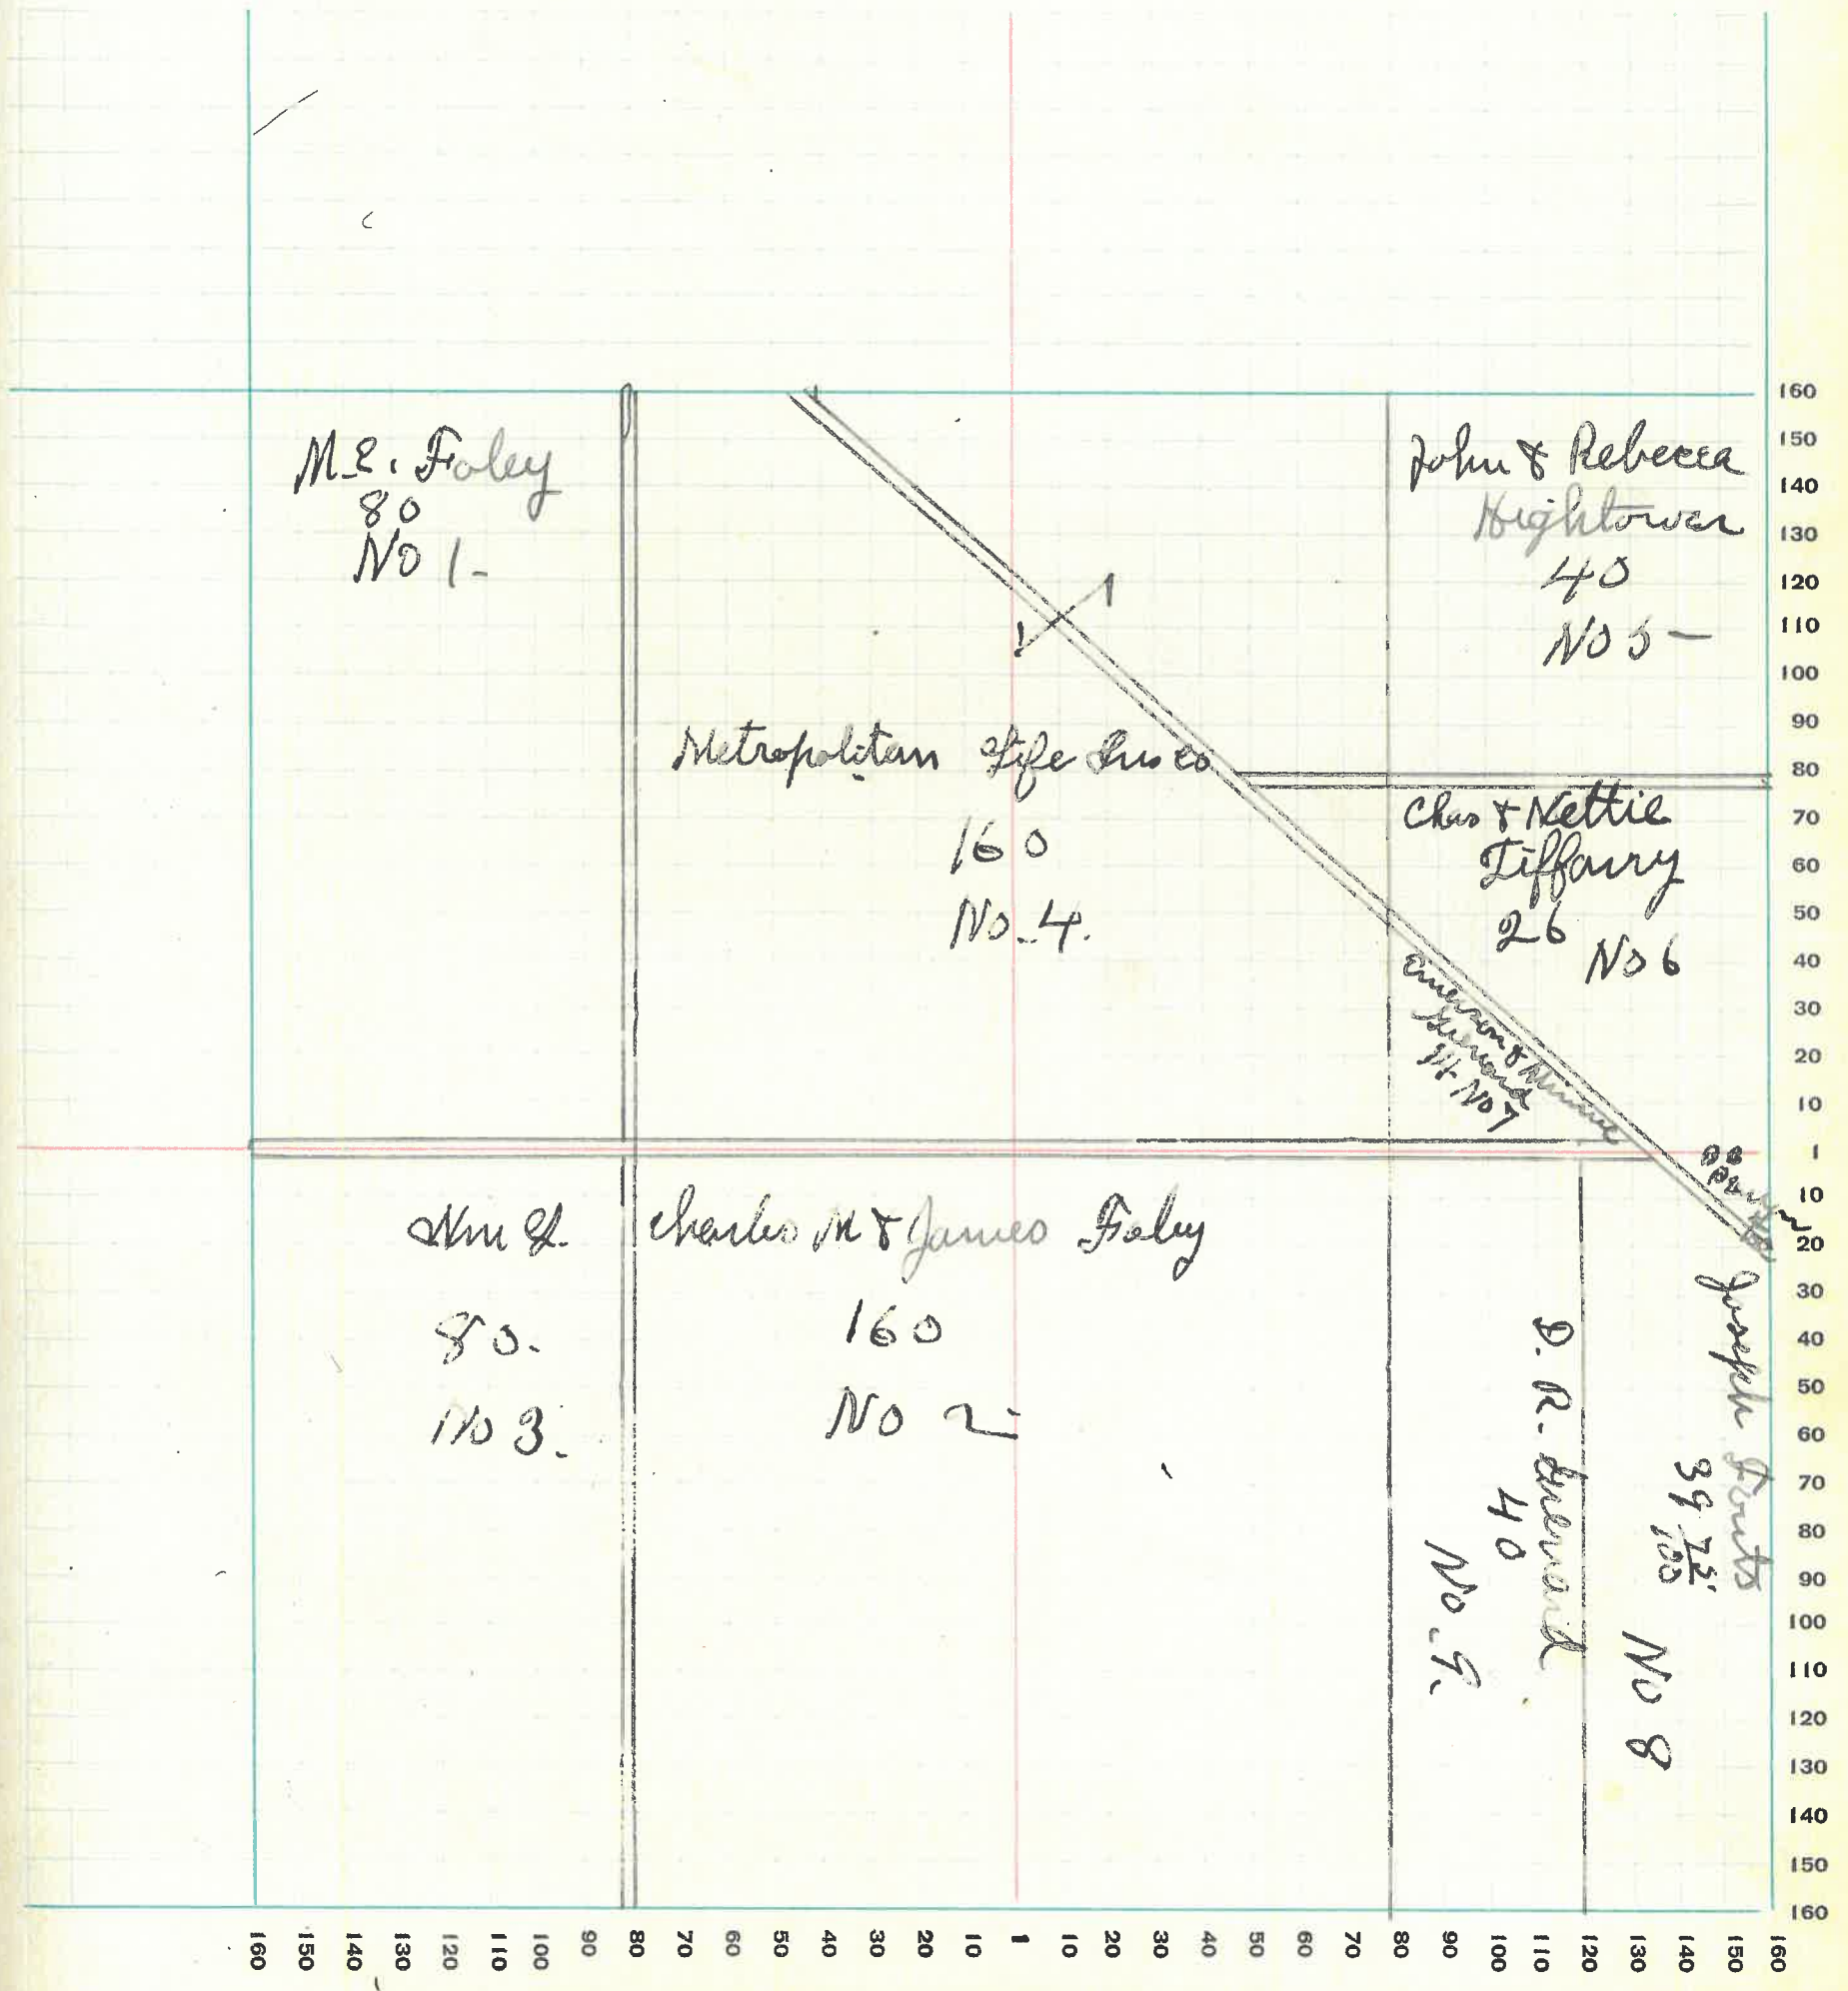 M.E. Foley
80
No 1-
John & Rebecca
Hightower
40
No 5 —
Metropolitan Life Ins co
160
No. 4.
Chas & Nettie
Tiffany
26
No 6
Emerson &
No 7
Wm L.
80.
No 3.
Charles M & James Foley
160
No 2
D. R.
40
No. 9.
Joseph Fouts
39 75/100
No 8
160
150
140
130
120
110
100
90
80
70
60
50
40
30
20
10
1
10
20
30
40
50
60
70
80
90
100
110
120
130
140
150
160
160 150 140 130 120 110 100 90 80 70 60 50 40 30 20 10 1 10 20 30 40 50 60 70 80 90 100 110 120 130 140 150 160